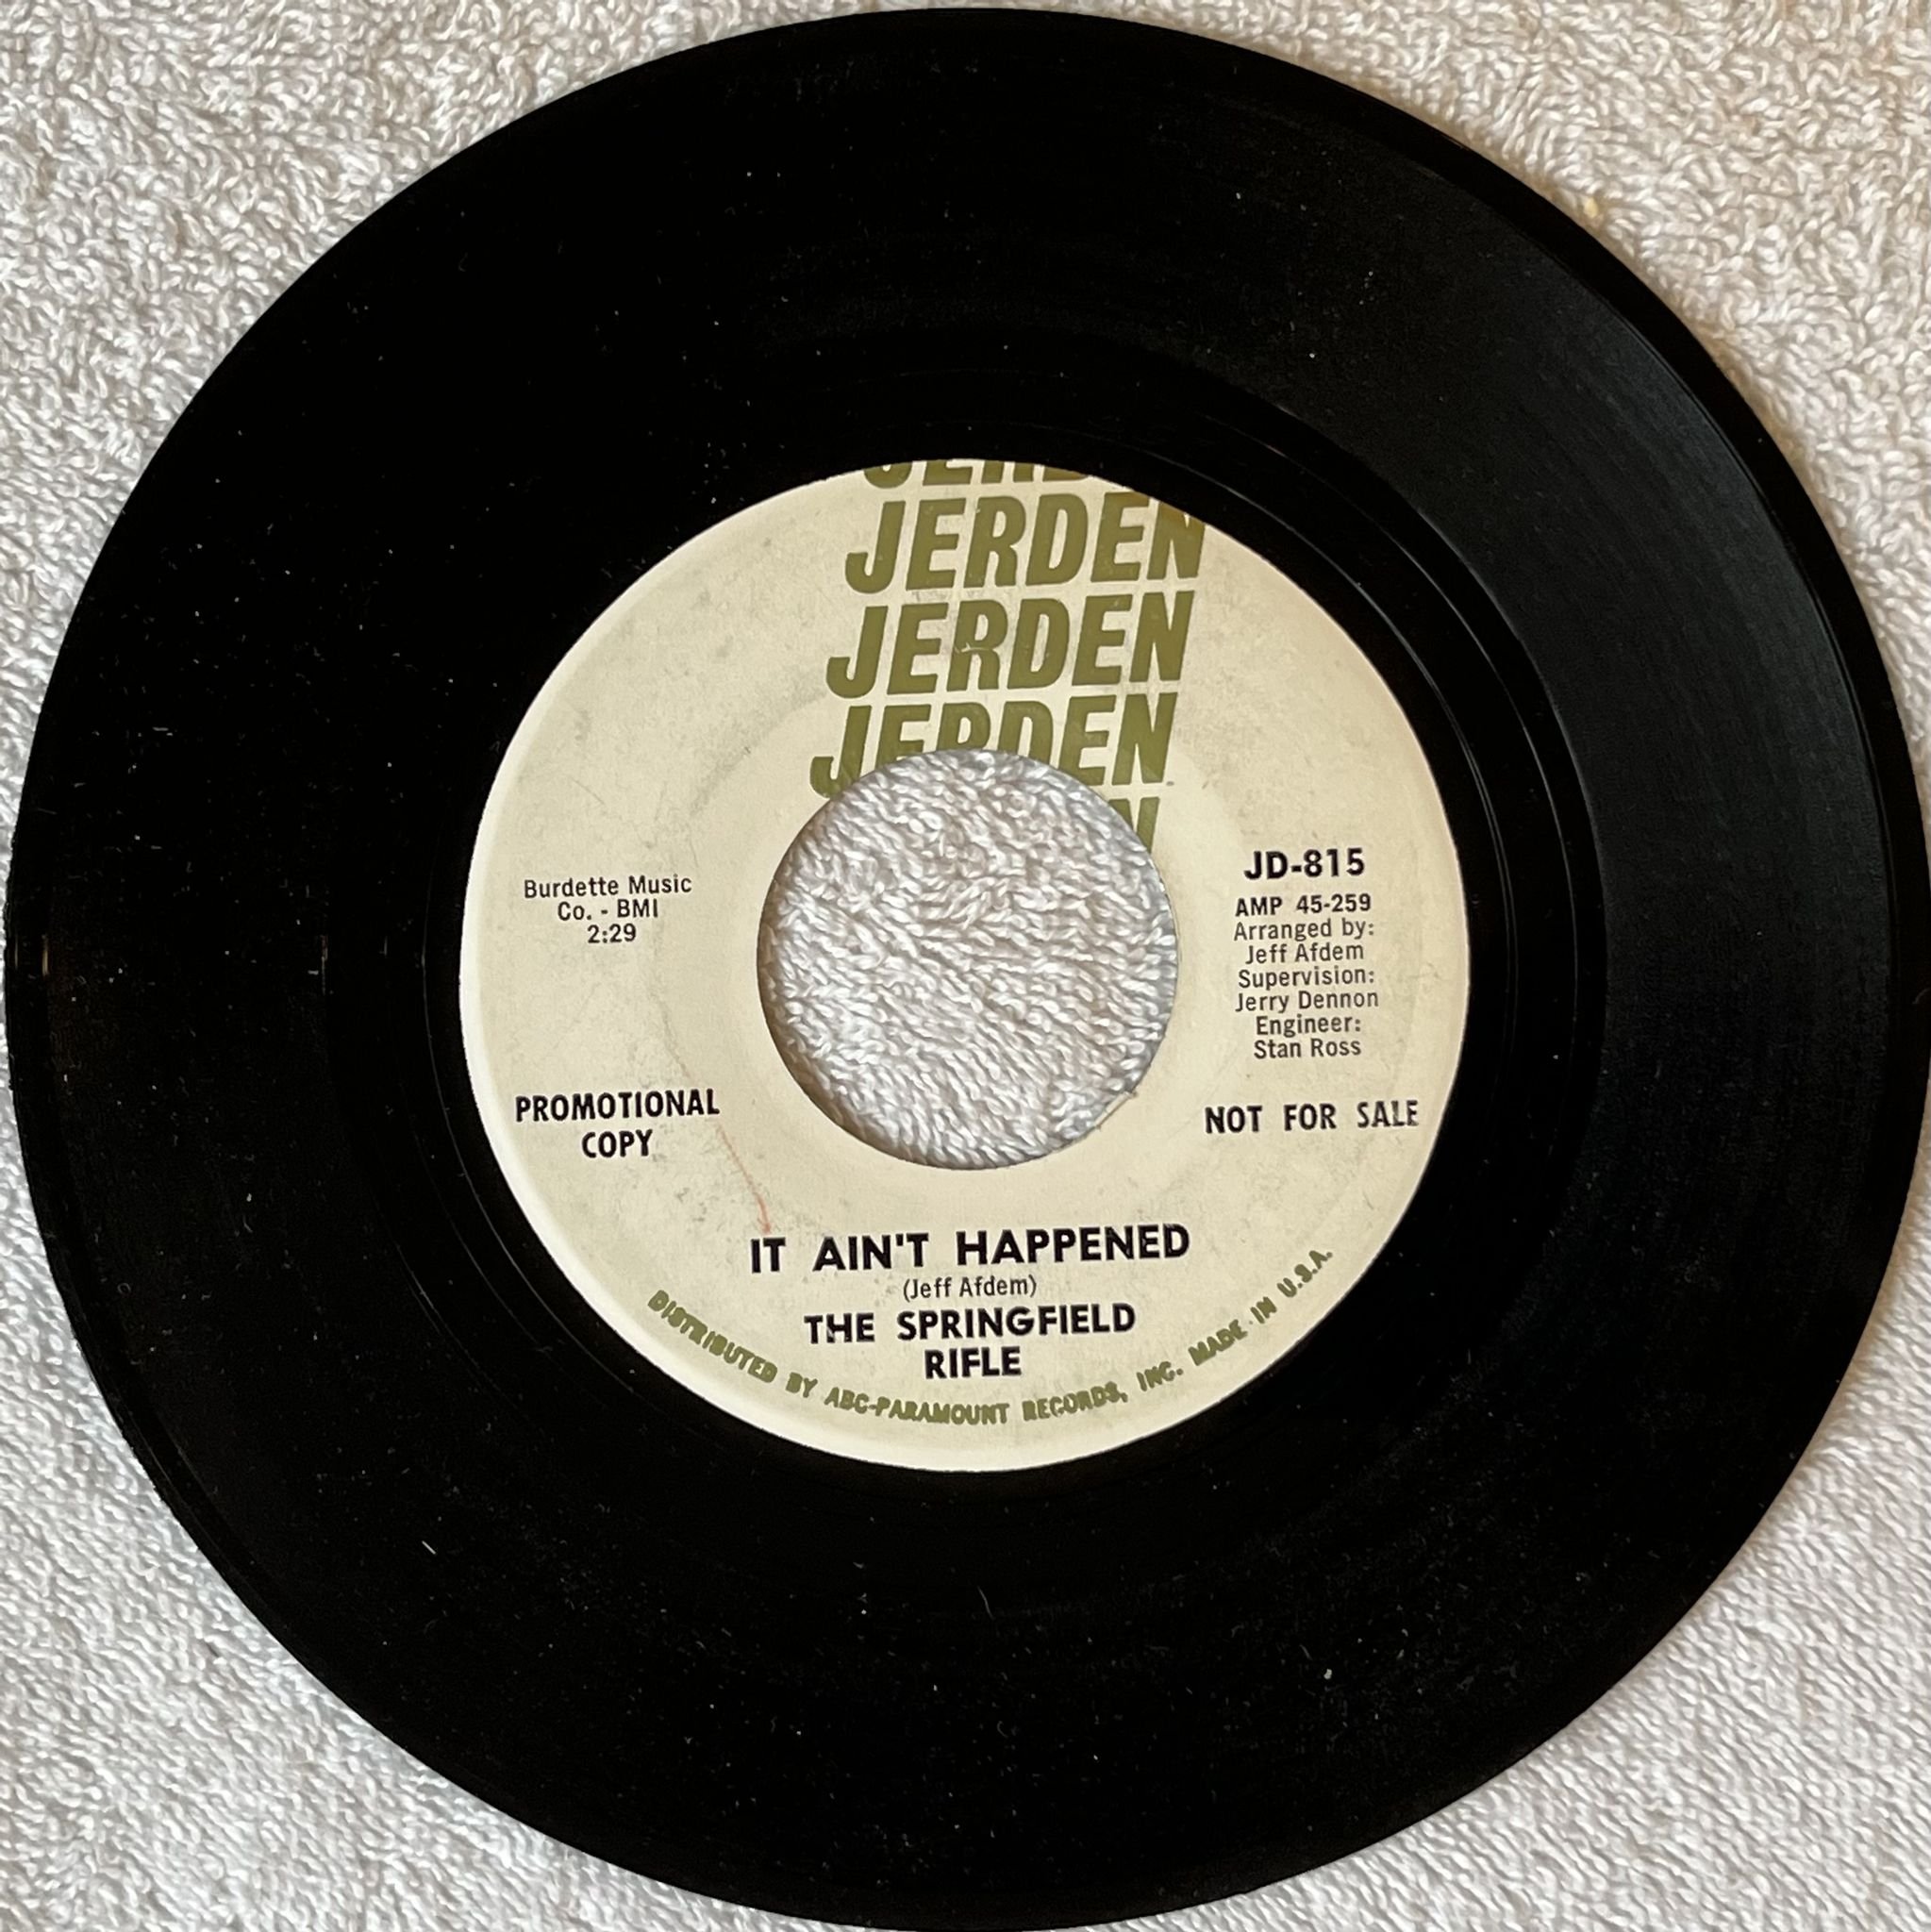 JERDEN
JERDEN
JERDEN
JERDEN
Burdette Music
Co. - BMI
2:29
JD-815
AMP 45-259
Arranged by:
Jeff Afdem
Supervision:
Jerry Dennon
Engineer:
Stan Ross
PROMOTIONAL
COPY
NOT FOR SALE
IT AIN'T HAPPENED
(Jeff Afdem)
THE SPRINGFIELD
RIFLE
DISTRIBUTED BY ABC-PARAMOUNT RECORDS, INC. MADE IN U.S.A.